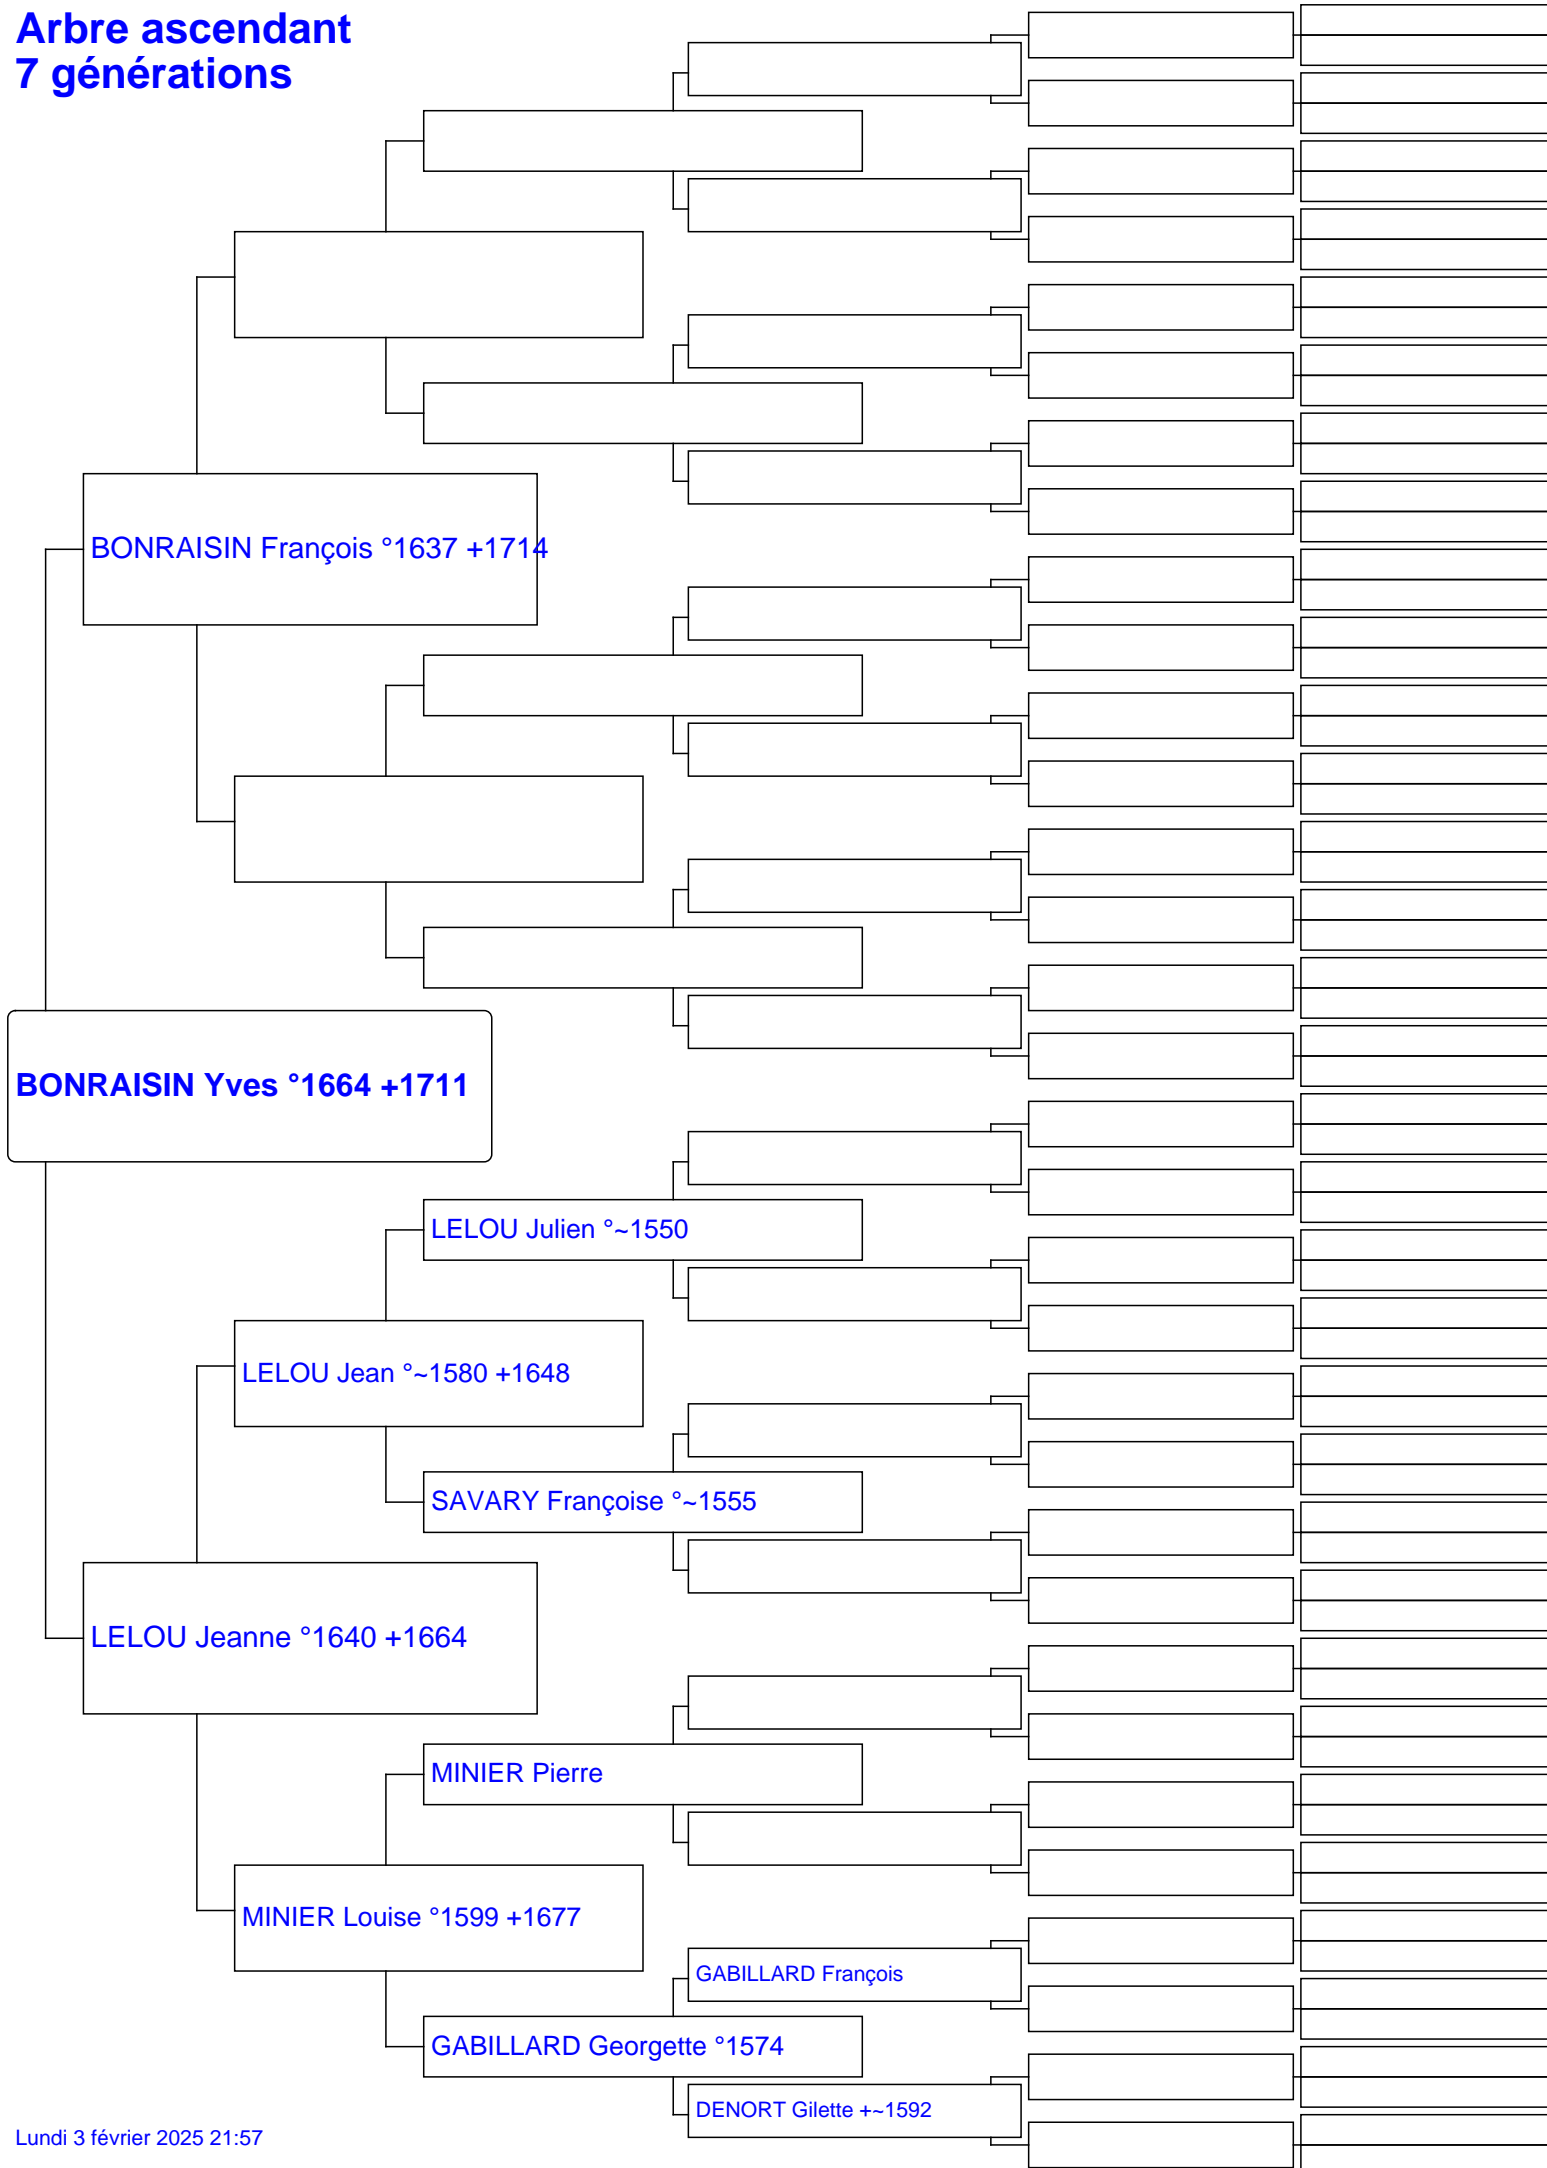 Arbre ascendant
7 générations
BONRAISIN François °1637 +1714
BONRAISIN Yves °1664 +1711
LELOU Julien °~1550
LELOU Jean °~1580 +1648
SAVARY Françoise °~1555
LELOU Jeanne °1640 +1664
MINIER Pierre
MINIER Louise °1599 +1677
GABILLARD François
GABILLARD Georgette °1574
DENORT Gilette +~1592
Lundi 3 février 2025 21:57